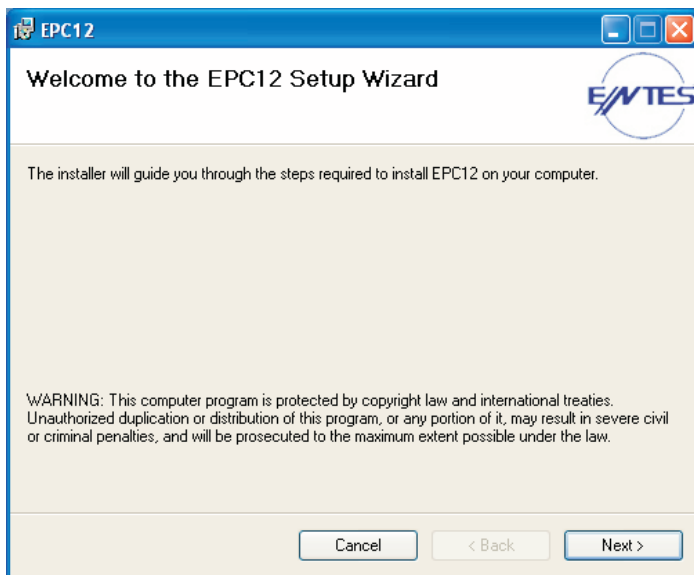 EPC12
Welcome to the EPC12 Setup Wizard
ENTES
The installer will guide you through the steps required to install EPC12 on your computer.
WARNING: This computer program is protected by copyright law and international treaties.
Unauthorized duplication or distribution of this program, or any portion of it, may result in severe civil
or criminal penalties, and will be prosecuted to the maximum extent possible under the law.
Cancel
< Back
Next >